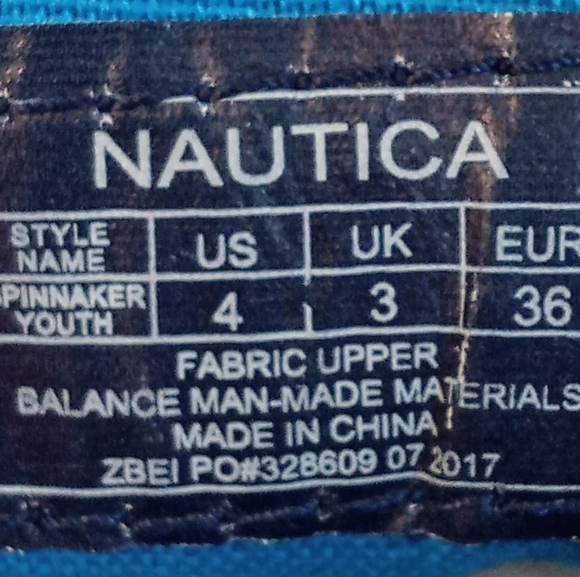 NAUTICA
STYLE NAME US UK EUR
SPINNAKER YOUTH 4 3 36
FABRIC UPPER
BALANCE MAN-MADE MATERIALS
MADE IN CHINA
ZBEI PO#328609 07 2017